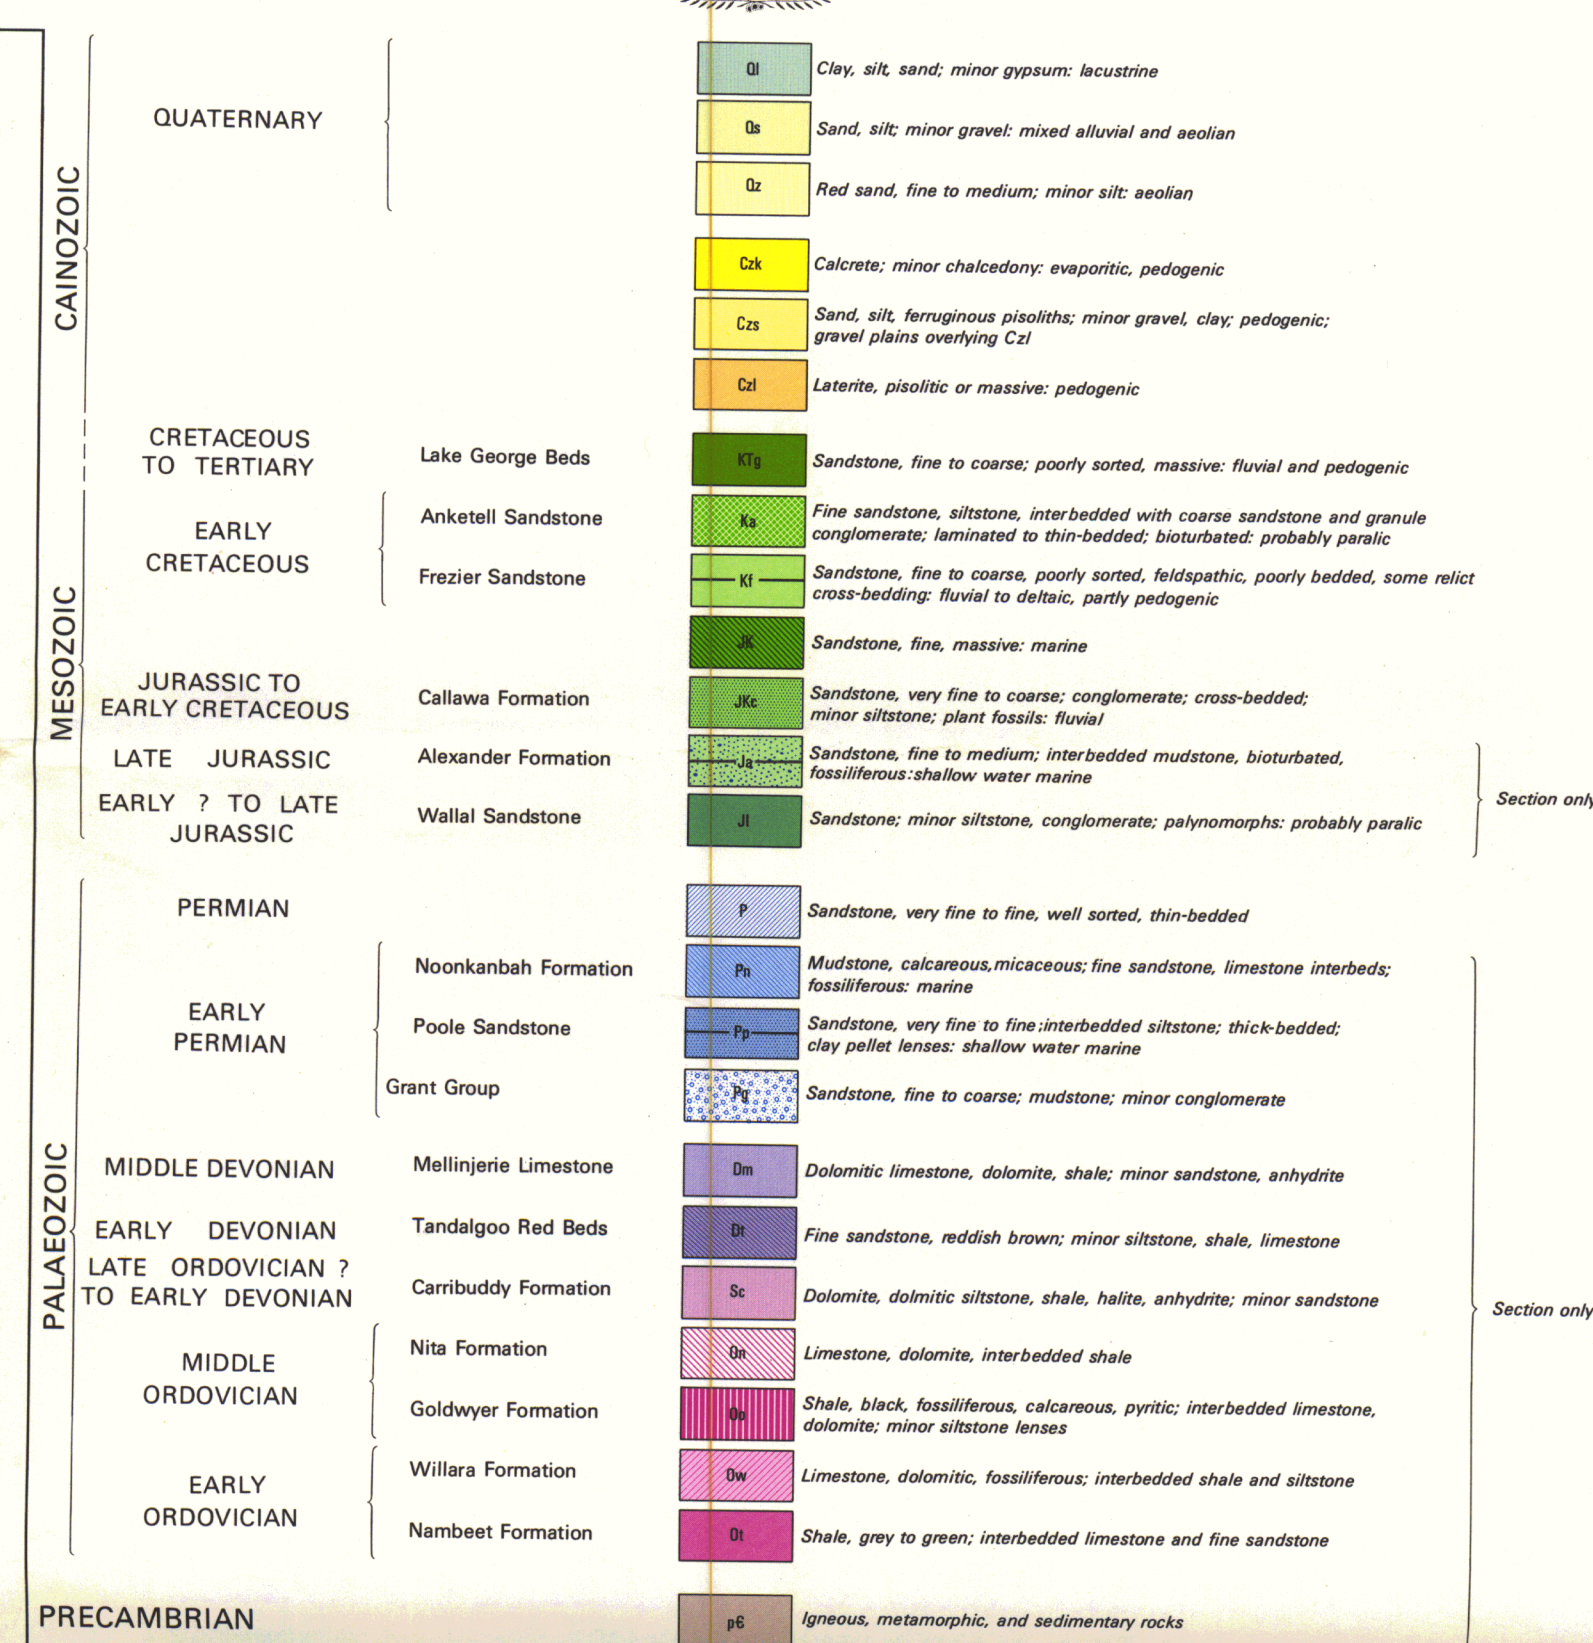 CAINOZOIC
QUATERNARY
Ql Clay, silt, sand; minor gypsum: lacustrine
Qs Sand, silt; minor gravel: mixed alluvial and aeolian
Qz Red sand, fine to medium; minor silt: aeolian
Czk Calcrete; minor chalcedony: evaporitic, pedogenic
Czs Sand, silt, ferruginous pisoliths; minor gravel, clay; pedogenic;
gravel plains overlying Czl
Czl Laterite, pisolitic or massive: pedogenic
CRETACEOUS
TO TERTIARY
Lake George Beds KTg Sandstone, fine to coarse; poorly sorted, massive: fluvial and pedogenic
MESOZOIC
EARLY
CRETACEOUS
Anketell Sandstone Ka Fine sandstone, siltstone, interbedded with coarse sandstone and granule
conglomerate; laminated to thin-bedded; bioturbated: probably paralic
Frezier Sandstone Kf Sandstone, fine to coarse, poorly sorted, feldspathic, poorly bedded, some relict
cross-bedding: fluvial to deltaic, partly pedogenic
JK Sandstone, fine, massive: marine
JURASSIC TO
EARLY CRETACEOUS
Callawa Formation JKc Sandstone, very fine to coarse; conglomerate; cross-bedded;
minor siltstone; plant fossils: fluvial
LATE JURASSIC Alexander Formation Ja Sandstone, fine to medium; interbedded mudstone, bioturbated,
fossiliferous:shallow water marine
Section only
EARLY ? TO LATE
JURASSIC
Wallal Sandstone Jl Sandstone; minor siltstone, conglomerate; palynomorphs: probably paralic
PALAEOZOIC
PERMIAN P Sandstone, very fine to fine, well sorted, thin-bedded
EARLY
PERMIAN
Noonkanbah Formation Pn Mudstone, calcareous,micaceous; fine sandstone, limestone interbeds;
fossiliferous: marine
Poole Sandstone Pp Sandstone, very fine to fine;interbedded siltstone; thick-bedded;
clay pellet lenses: shallow water marine
Grant Group Pg Sandstone, fine to coarse; mudstone; minor conglomerate
MIDDLE DEVONIAN Mellinjerie Limestone Dm Dolomitic limestone, dolomite, shale; minor sandstone, anhydrite
EARLY DEVONIAN Tandalgoo Red Beds Dt Fine sandstone, reddish brown; minor siltstone, shale, limestone
LATE ORDOVICIAN ?
TO EARLY DEVONIAN
Carribuddy Formation Sc Dolomite, dolmitic siltstone, shale, halite, anhydrite; minor sandstone
Section only
MIDDLE
ORDOVICIAN
Nita Formation On Limestone, dolomite, interbedded shale
Goldwyer Formation Oo Shale, black, fossiliferous, calcareous, pyritic; interbedded limestone,
dolomite; minor siltstone lenses
EARLY
ORDOVICIAN
Willara Formation Ow Limestone, dolomitic, fossiliferous; interbedded shale and siltstone
Nambeet Formation Ot Shale, grey to green; interbedded limestone and fine sandstone
PRECAMBRIAN p€ Igneous, metamorphic, and sedimentary rocks